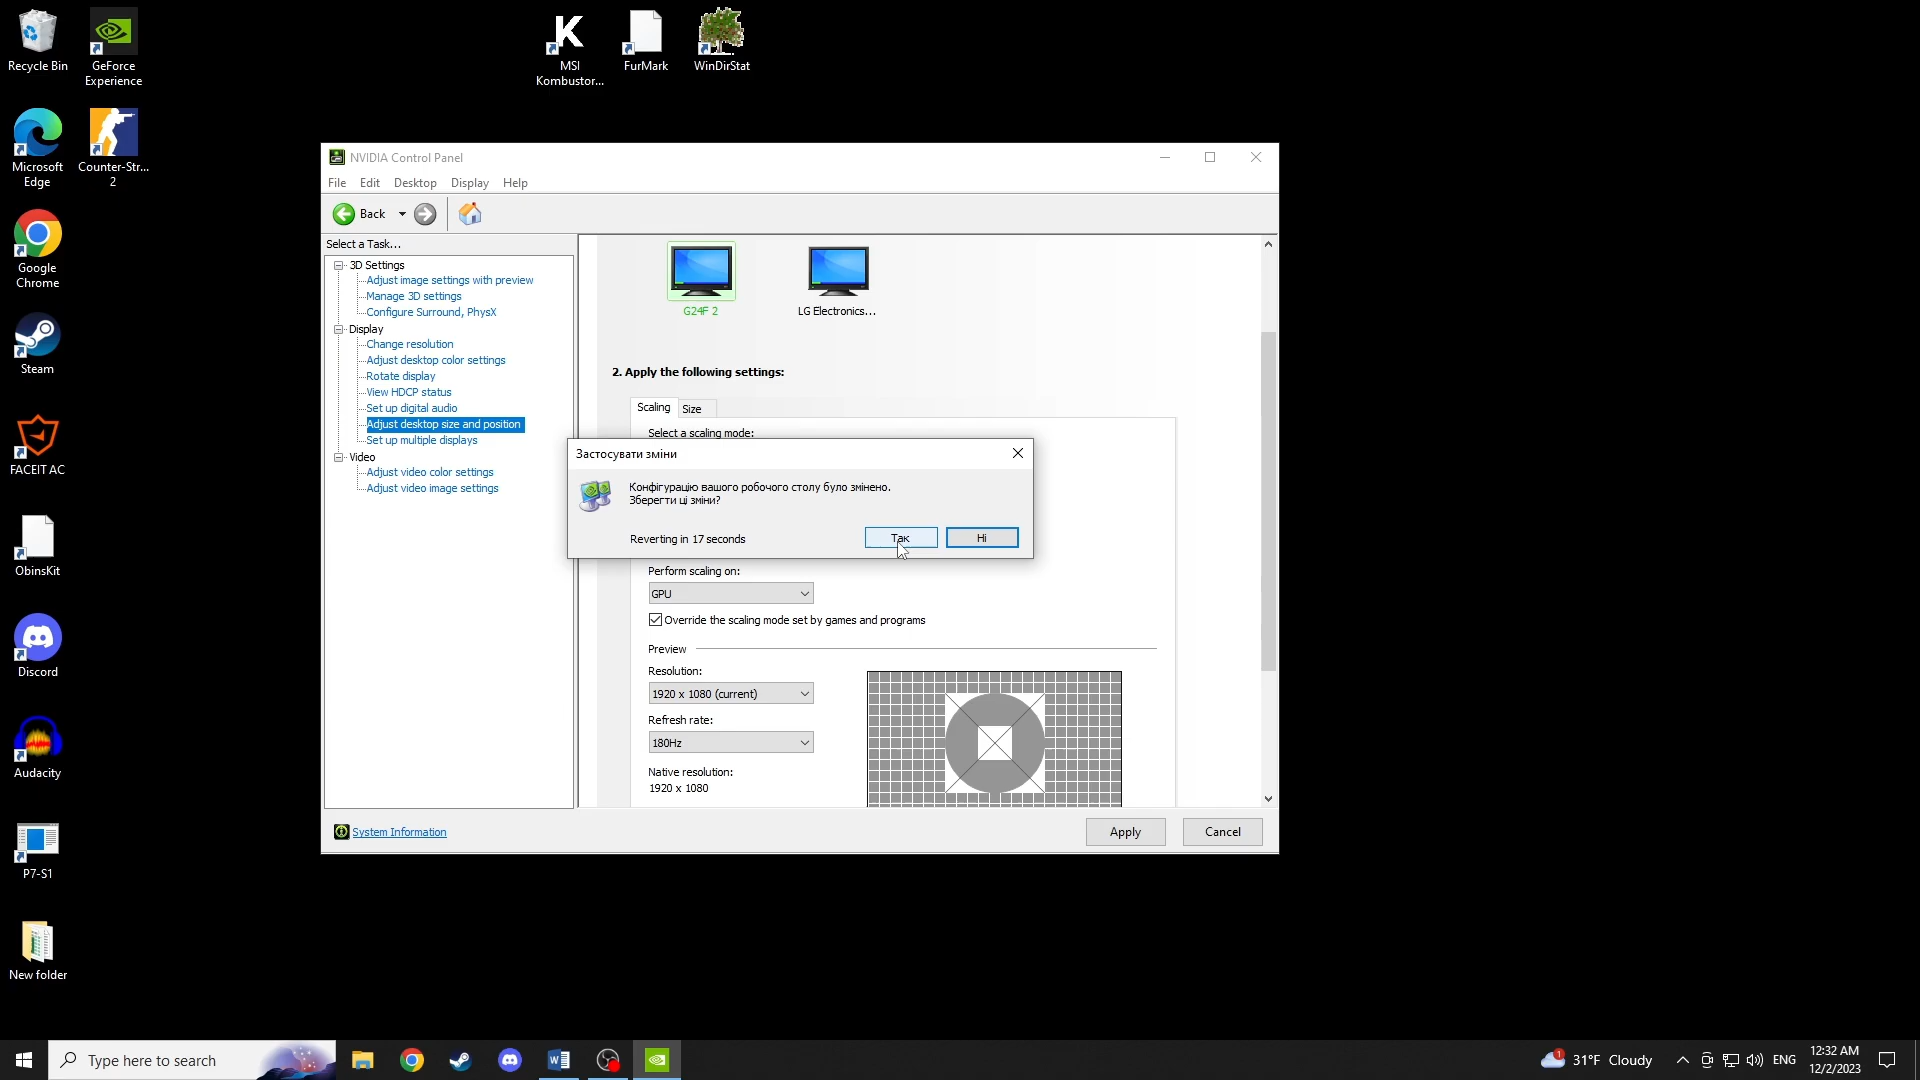 Recycle Bin
GeForce
Experience
MSI
Kombustor...
FurMark
WinDirStat
Microsoft
Edge
Counter-Str...
2
Google
Chrome
Steam
FACEIT AC
ObinsKit
Discord
Audacity
P7-S1
New folder
NVIDIA Control Panel
File
Edit
Desktop
Display
Help
Back
Select a Task...
3D Settings
Adjust image settings with preview
Manage 3D settings
Configure Surround, PhysX
Display
Change resolution
Adjust desktop color settings
Rotate display
View HDCP status
Set up digital audio
Adjust desktop size and position
Set up multiple displays
Video
Adjust video color settings
Adjust video image settings
System Information
G24F 2
LG Electronics...
2. Apply the following settings:
Scaling
Size
Select a scaling mode:
Застосувати зміни
Конфігурацію вашого робочого столу було змінено.
Зберегти ці зміни?
Reverting in 17 seconds
Так
Ні
Perform scaling on:
GPU
Override the scaling mode set by games and programs
Preview
Resolution:
1920 x 1080 (current)
Refresh rate:
180Hz
Native resolution:
1920 x 1080
Apply
Cancel
Type here to search
1
31°F Cloudy
ENG
12:32 AM
12/2/2023